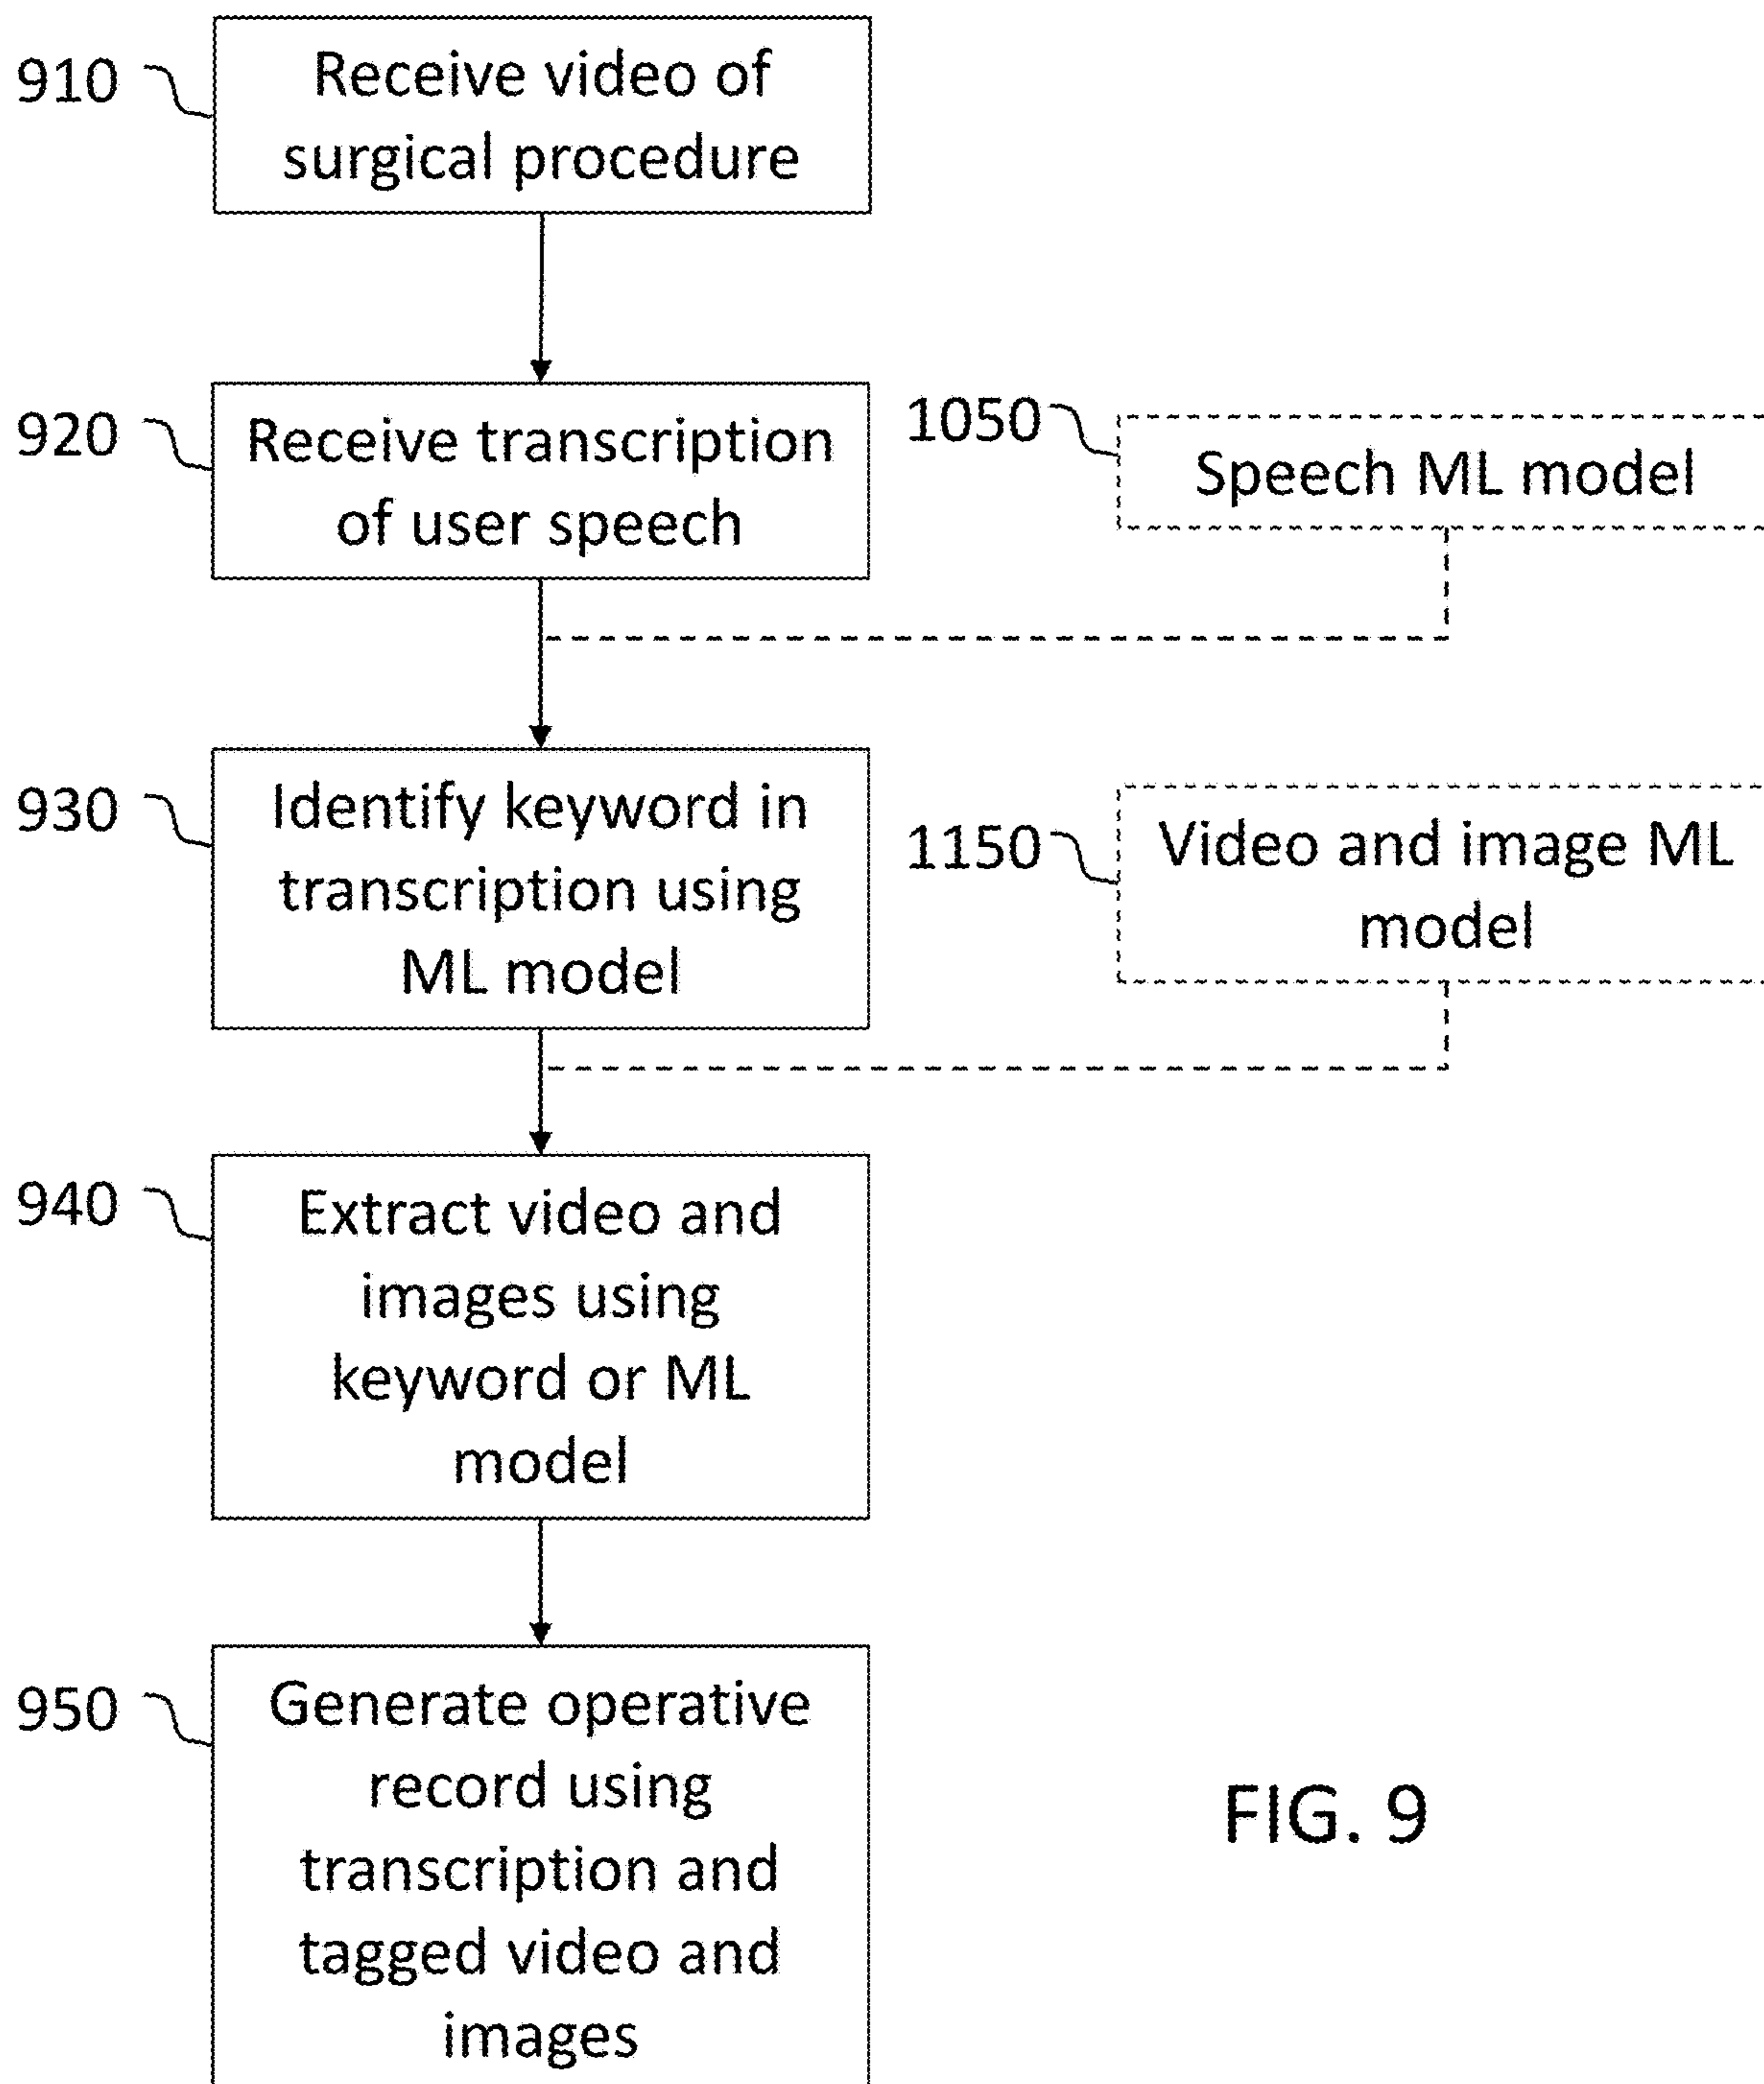 910
Receive video of
surgical procedure
920
Receive transcription
of user speech
1050
Speech ML model
930
Identify keyword in
transcription using
ML model
1150
Video and image ML
model
940
Extract video and
images using
keyword or ML
model
950
Generate operative
record using
transcription and
tagged video and
images
FIG. 9